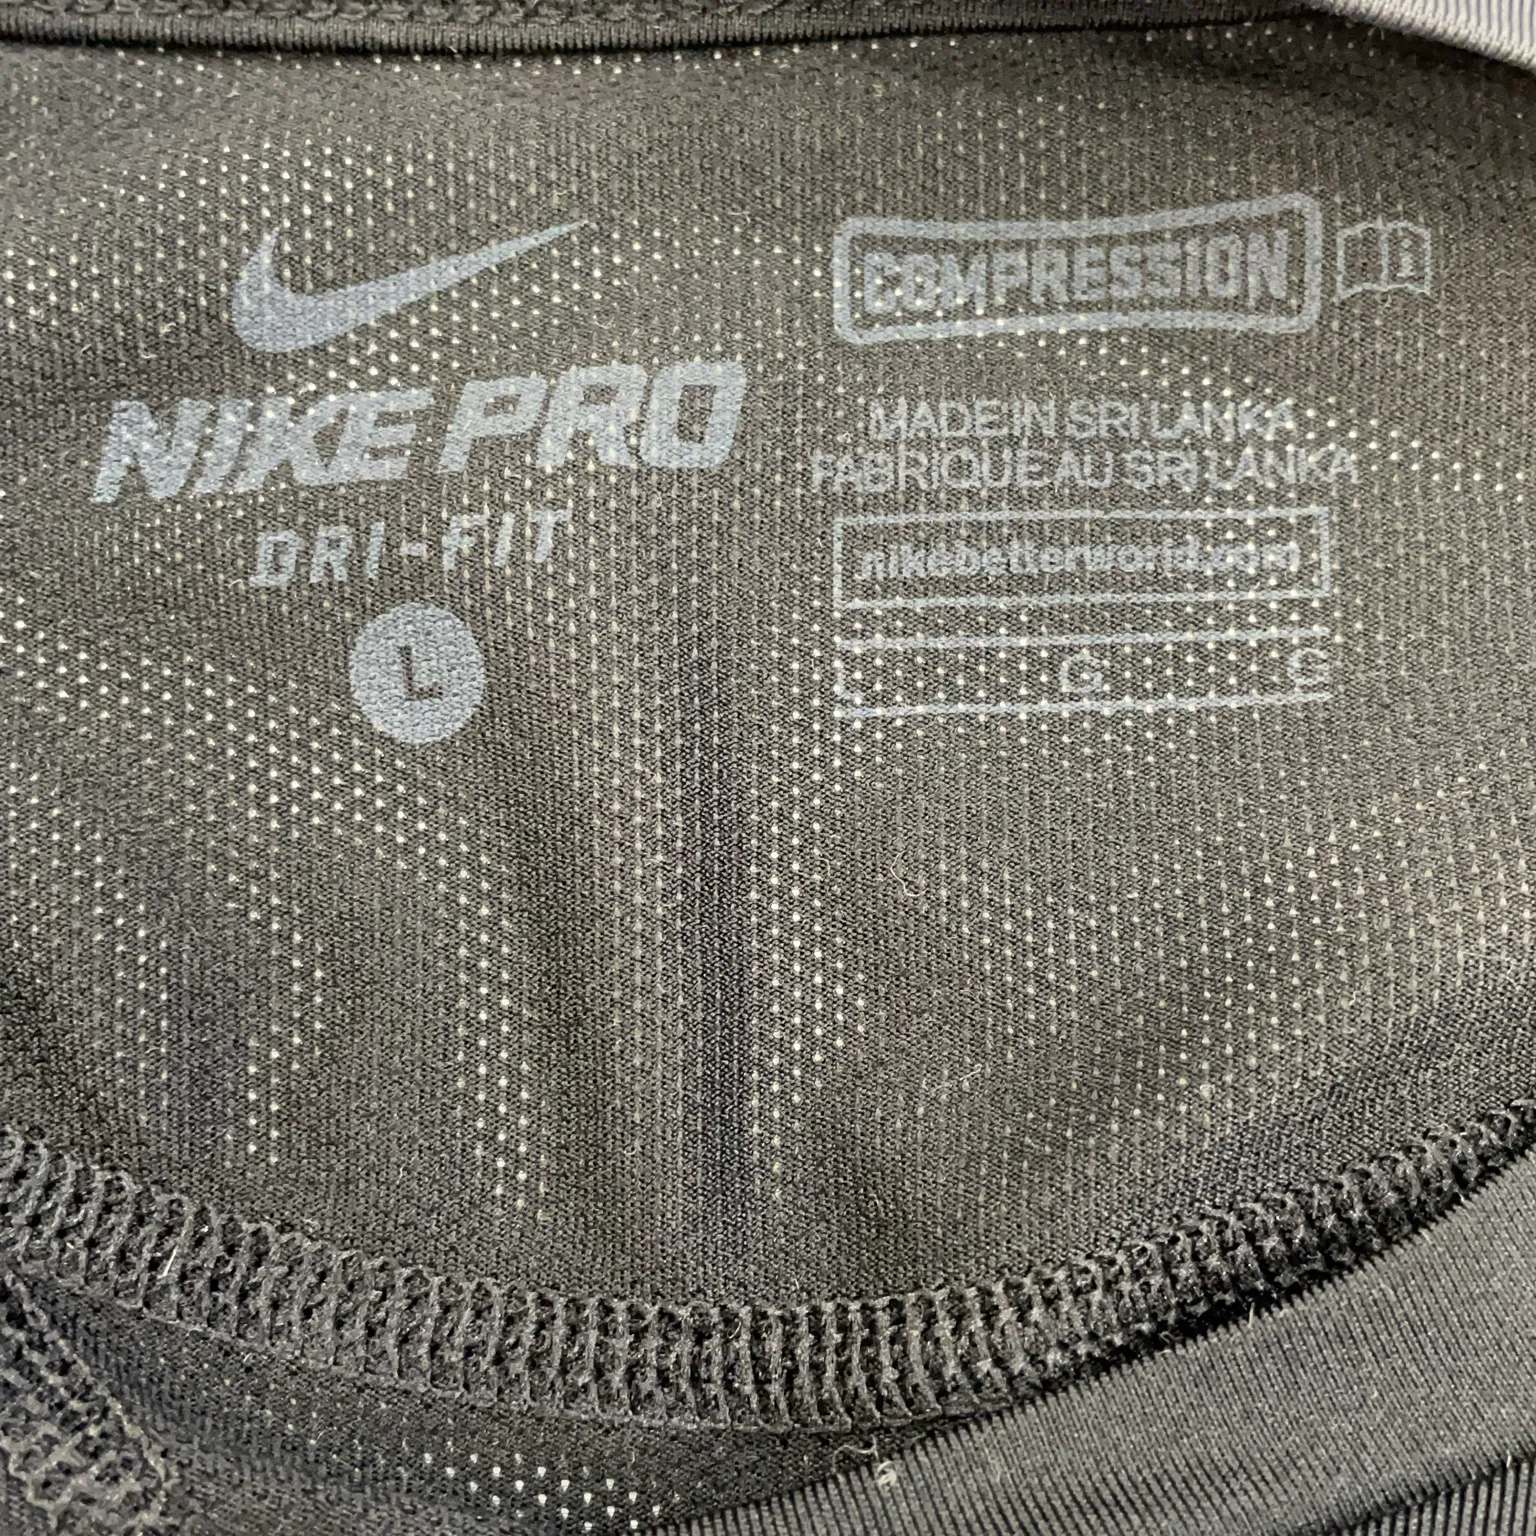 NIKE PRO
DRI-FIT
L
COMPRESSION
MADE IN SRI LANKA
FABRIQUE AU SRI LANKA
nikebetterworld.com
L G G